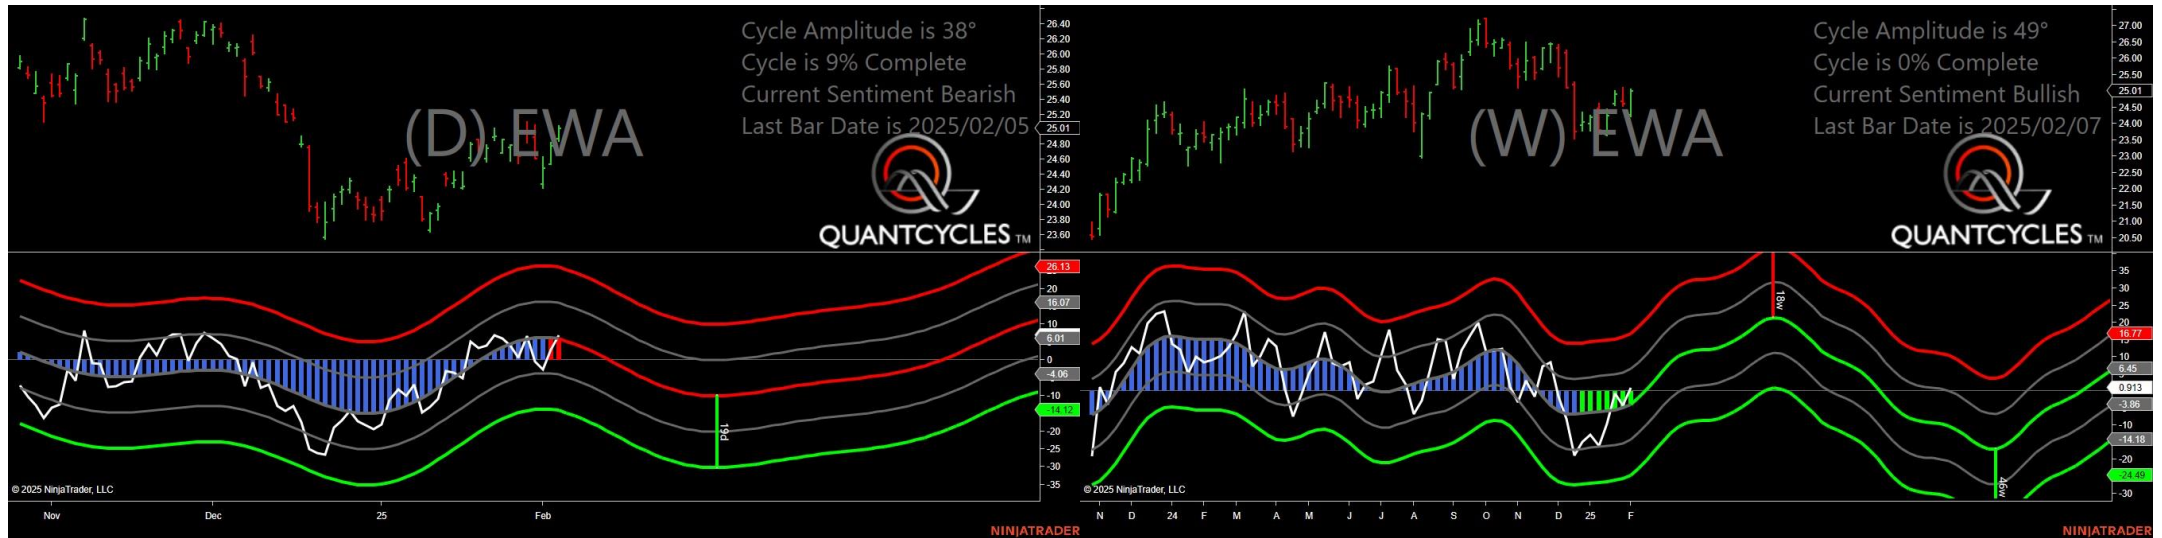 Cycle Amplitude is 38°
Cycle is 9% Complete
Current Sentiment Bearish
Last Bar Date is 2025/02/05
(D) EWA
QUANTCYCLES TM
26.40
26.20
26.00
25.80
25.60
25.40
25.20
25.01
24.80
24.60
24.40
24.20
24.00
23.80
23.60
26.13
20
16.07
10
6.01
0
-4.06
-10
-14.12
-20
-25
-30
-35
19d
© 2025 NinjaTrader, LLC
Nov Dec 25 Feb
NINJATRADER
Cycle Amplitude is 49°
Cycle is 0% Complete
Current Sentiment Bullish
Last Bar Date is 2025/02/07
(W) EWA
QUANTCYCLES TM
27.00
26.50
26.00
25.50
25.01
24.50
24.00
23.50
23.00
22.50
22.00
21.50
21.00
20.50
35
30
25
20
16.77
10
6.45
0.913
-3.86
-10
-14.18
-20
-24.49
-30
18w
46w
© 2025 NinjaTrader, LLC
N D 24 F M A M J J A S O N D 25 F
NINJATRADER